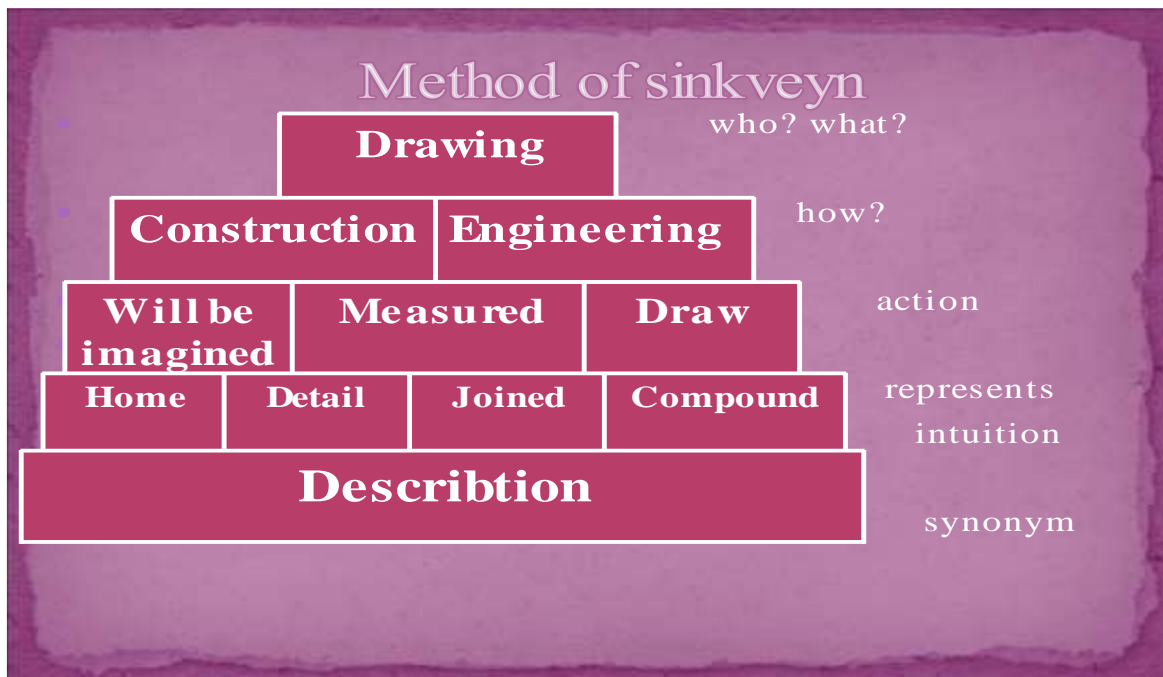 Method of sinkveyn
Drawing
who? what?
Construction Engineering
how?
Will be
imagined
Measured
Draw
action
Home Detail Joined Compound
represents
intuition
Describtion
synonym